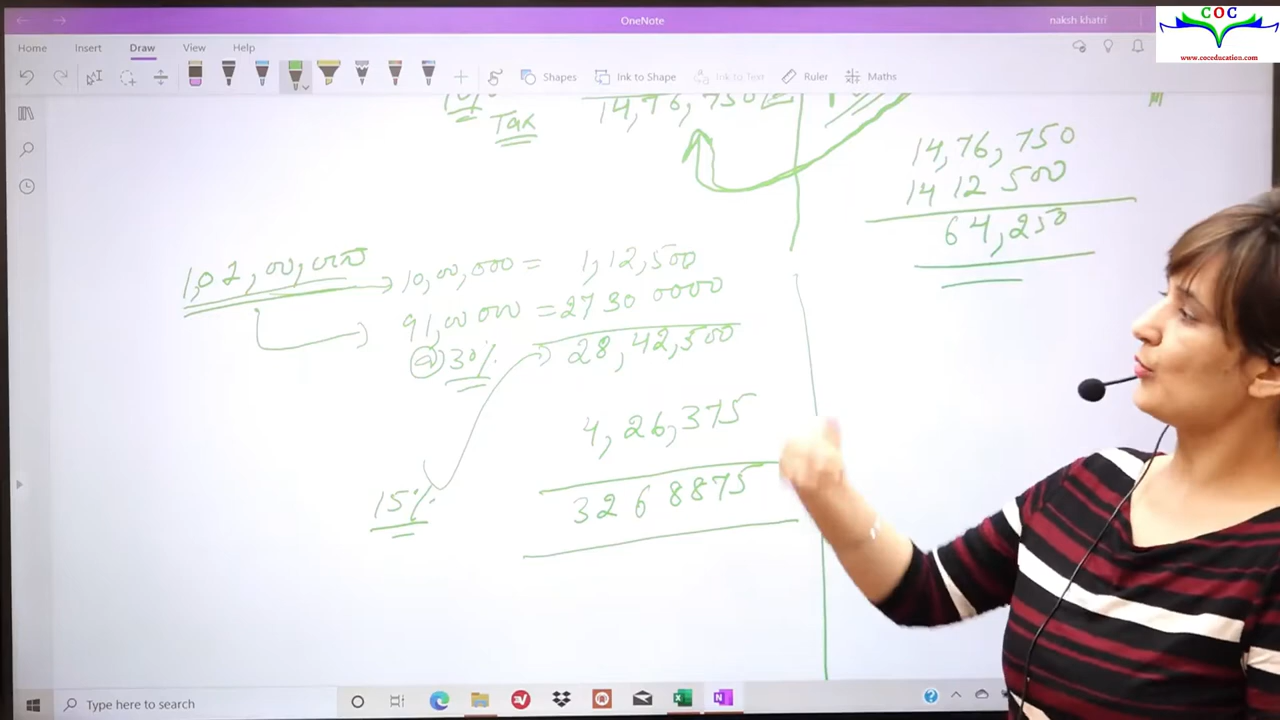 OneNote
naksh khatri
COC
www.coceducation.com
Home Insert Draw View Help
Shapes Ink to Shape Ink to Text Ruler Maths
10%
Tax
14,76,750
14,76,750
14 12 500
64,250
1,02,00,000
10,00,000 = 1,12,500
91,00 000 = 27 30 0000
@ 30% 28,42,500
4,26,375
15%
32 6 8875
Type here to search